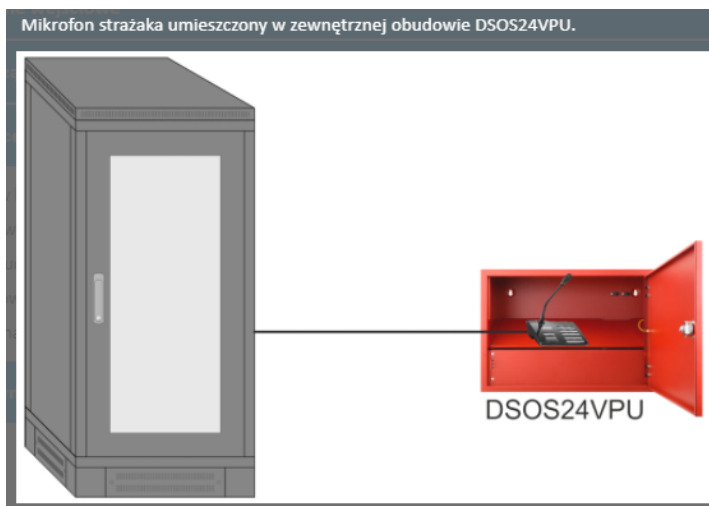 Mikrofon strażaka umieszczony w zewnętrznej obudowie DSOS24VPU.
DSOS24VPU